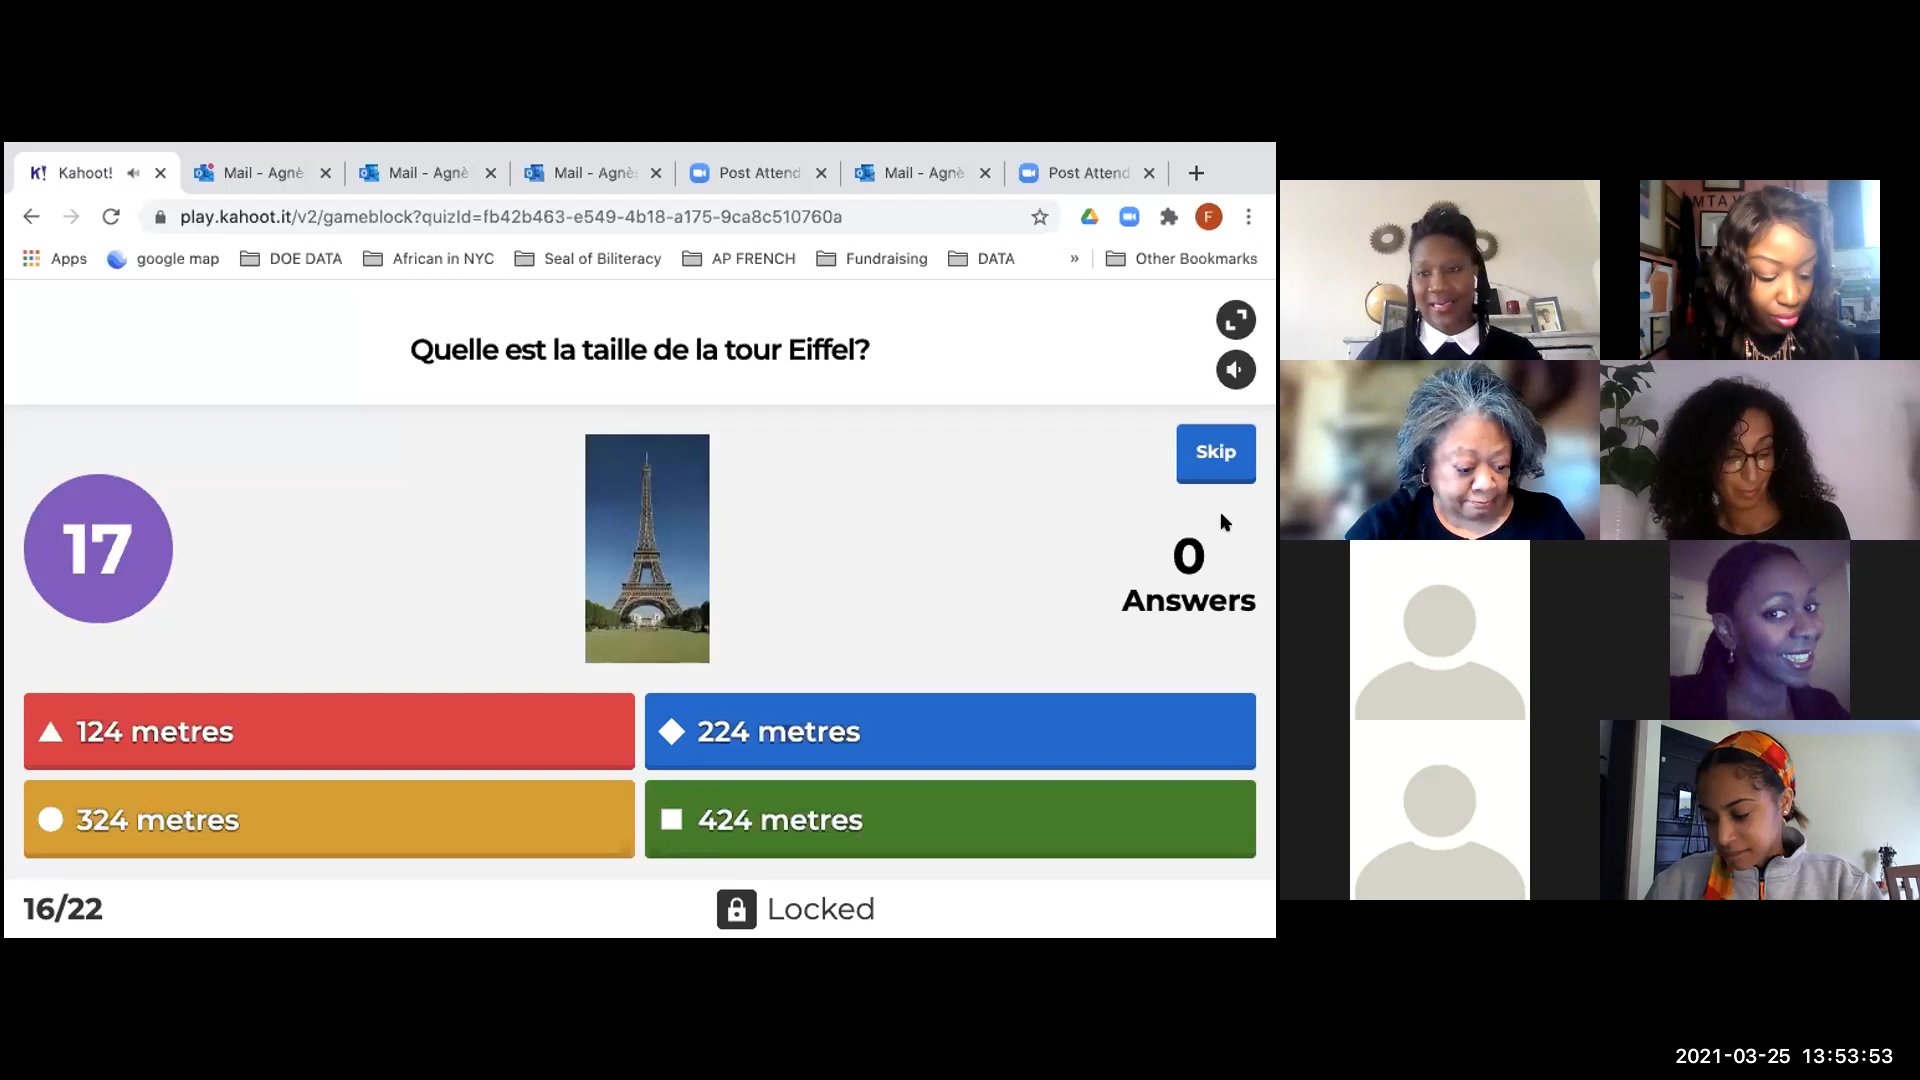 K! Kahoot!
Mail - Agnè
Mail - Agnè
Mail - Agnè
Post Attend
Mail - Agnè
Post Attend
play.kahoot.it/v2/gameblock?quizId=fb42b463-e549-4b18-a175-9ca8c510760a
F
Apps
google map
DOE DATA
African in NYC
Seal of Biliteracy
AP FRENCH
Fundraising
DATA
»
Other Bookmarks
Quelle est la taille de la tour Eiffel?
Skip
17
0
Answers
124 metres
224 metres
324 metres
424 metres
16/22
Locked
MTA
2021-03-25 13:53:53